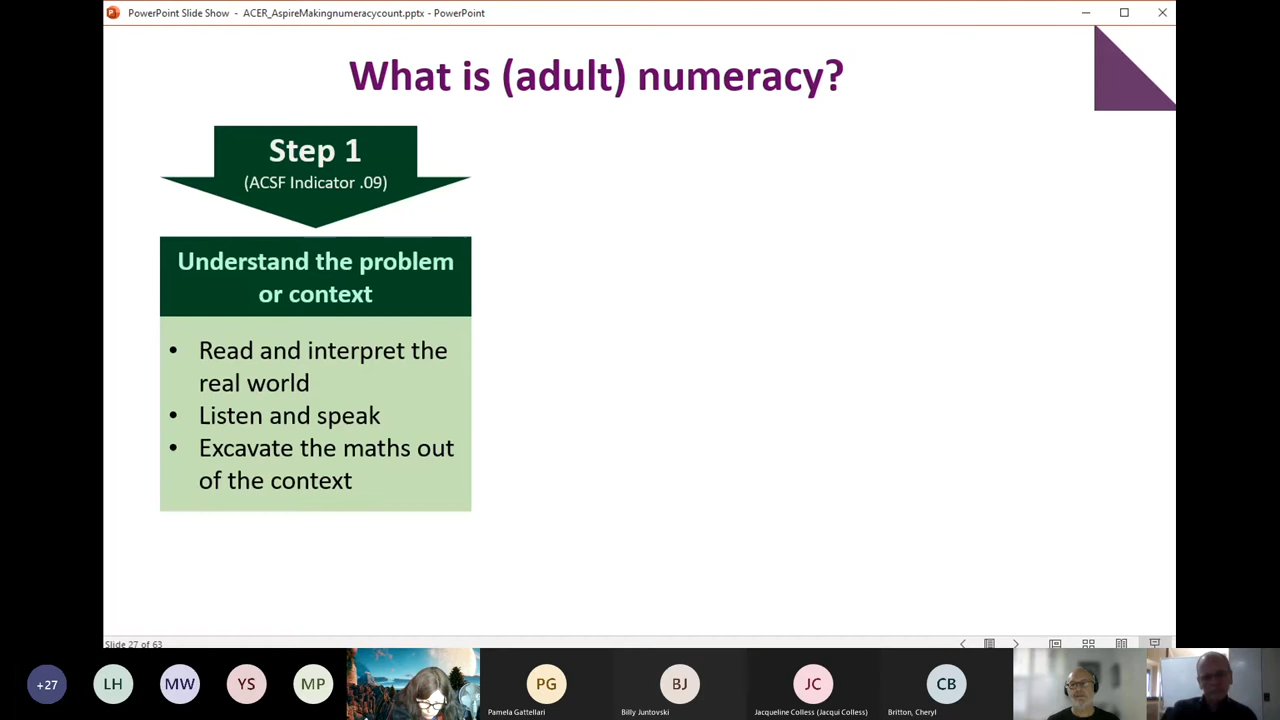 PowerPoint Slide Show - ACER_AspireMakingnumeracycount.pptx - PowerPoint
What is (adult) numeracy?
Step 1
(ACSF Indicator .09)
Understand the problem
or context
• Read and interpret the
real world
• Listen and speak
• Excavate the maths out
of the context
Slide 27 of 63
+27
LH
MW
YS
MP
PG
BJ
JC
CB
Pamela Gattellari
Billy Juntovski
Jacqueline Colless (Jacqui Colless)
Britton, Cheryl